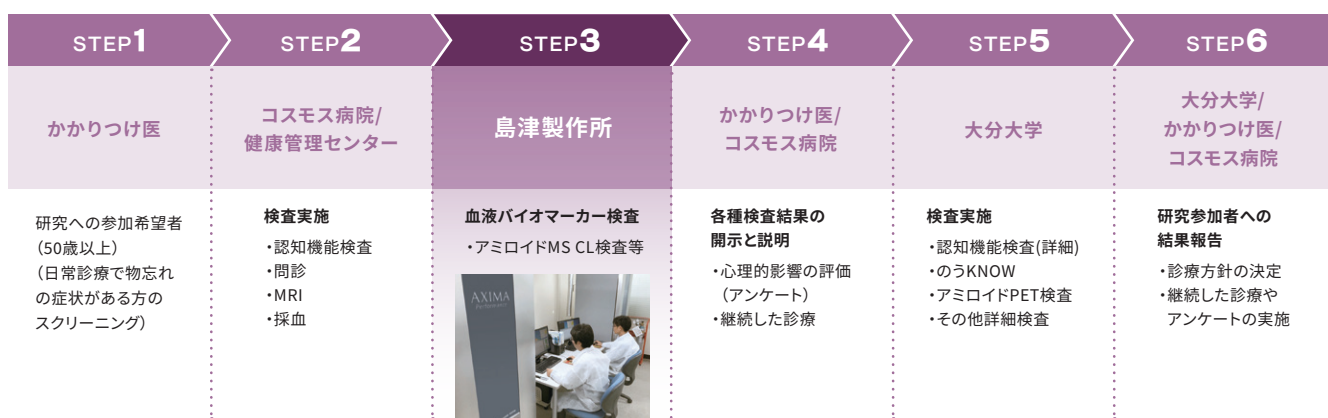 STEP1
かかりつけ医
研究への参加希望者
（50歳以上）
（日常診療で物忘れ
の症状がある方の
スクリーニング）
STEP2
コスモス病院/
健康管理センター
検査実施
・認知機能検査
・問診
・MRI
・採血
STEP3
島津製作所
血液バイオマーカー検査
・アミロイドMS CL検査等
AXIMA
STEP4
かかりつけ医/
コスモス病院
各種検査結果の
開示と説明
・心理的影響の評価
（アンケート）
・継続した診療
STEP5
大分大学
検査実施
・認知機能検査(詳細)
・のうKNOW
・アミロイドPET検査
・その他詳細検査
STEP6
大分大学/
かかりつけ医/
コスモス病院
研究参加者への
結果報告
・診療方針の決定
・継続した診療や
アンケートの実施